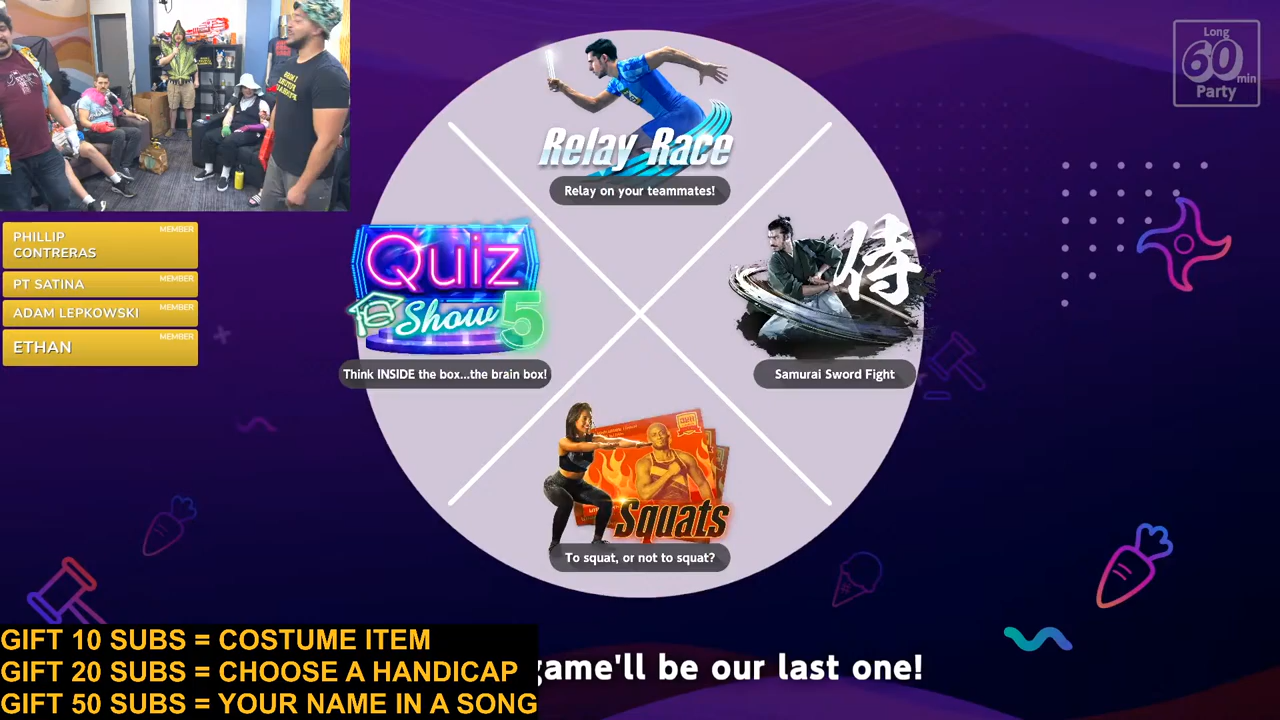 Long
60 min
Party
Relay Race
Relay on your teammates!
PHILLIP
CONTRERAS
MEMBER
PT SATINA
MEMBER
ADAM LEPKOWSKI
MEMBER
ETHAN
MEMBER
Quiz
Show 5
Think INSIDE the box...the brain box!
侍
Samurai Sword Fight
Squats
To squat, or not to squat?
game'll be our last one!
GIFT 10 SUBS = COSTUME ITEM
GIFT 20 SUBS = CHOOSE A HANDICAP
GIFT 50 SUBS = YOUR NAME IN A SONG